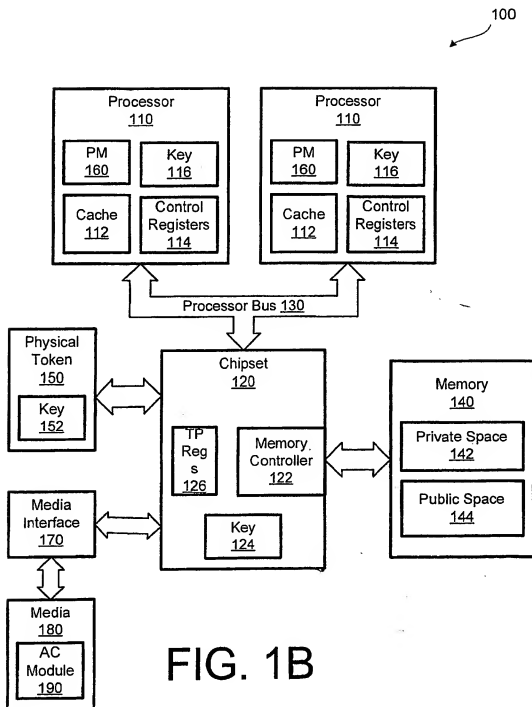 100
Processor
110
PM
160
Key
116
Cache
112
Control
Registers
114
Processor
110
PM
160
Key
116
Cache
112
Control
Registers
114
Processor Bus 130
Physical
Token
150
Key
152
Chipset
120
TP
Reg
s
126
Memory
Controller
122
Key
124
Memory
140
Private Space
142
Public Space
144
Media
Interface
170
Media
180
AC
Module
190
FIG. 1B